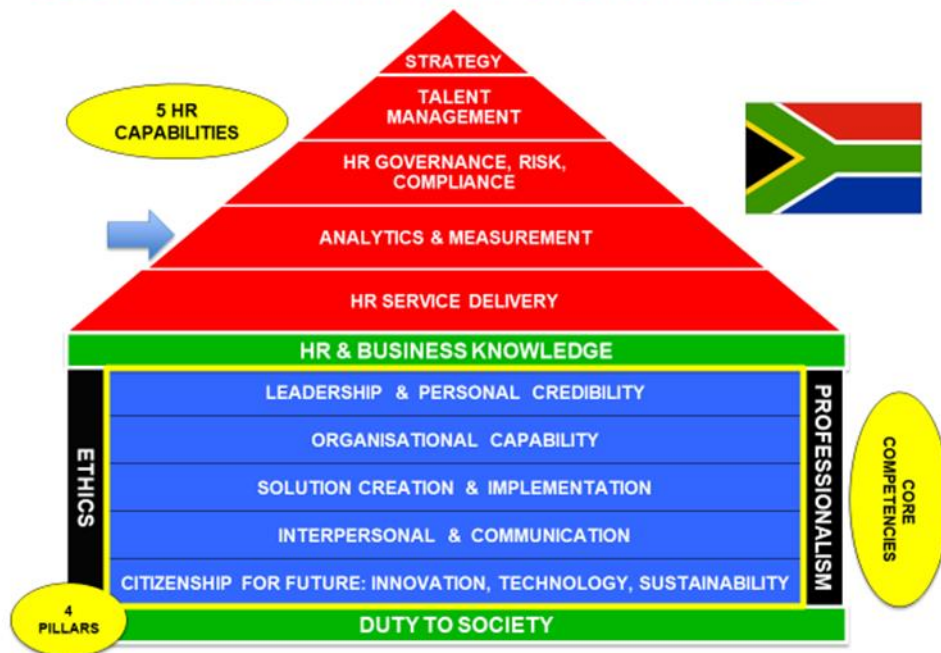 STRATEGY
5 HR
CAPABILITIES
TALENT
MANAGEMENT
HR GOVERNANCE, RISK,
COMPLIANCE
ANALYTICS & MEASUREMENT
HR SERVICE DELIVERY
HR & BUSINESS KNOWLEDGE
ETHICS
LEADERSHIP & PERSONAL CREDIBILITY
ORGANISATIONAL CAPABILITY
SOLUTION CREATION & IMPLEMENTATION
INTERPERSONAL & COMMUNICATION
CITIZENSHIP FOR FUTURE: INNOVATION, TECHNOLOGY, SUSTAINABILITY
PROFESSIONALISM
CORE
COMPETENCIES
4
PILLARS
DUTY TO SOCIETY